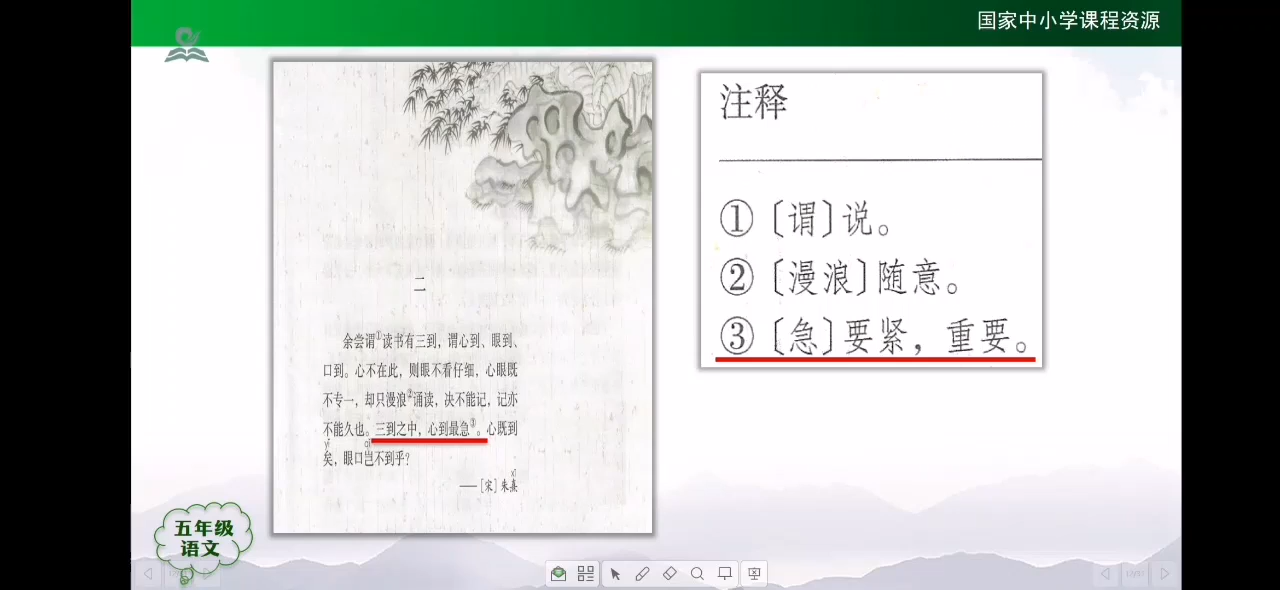 国家中小学课程资源
二
余尝谓①读书有三到，谓心到、眼到、
口到。心不在此，则眼不看仔细，心眼既
不专一，却只漫浪②诵读，决不能记，记亦
不能久也。三到之中，心到最急③。心既到
yǐ qǐ
矣，眼口岂不到乎？
xī
——［宋］朱熹
注释
①〔谓〕说。
②〔漫浪〕随意。
③〔急〕要紧，重要。
五年级
语文